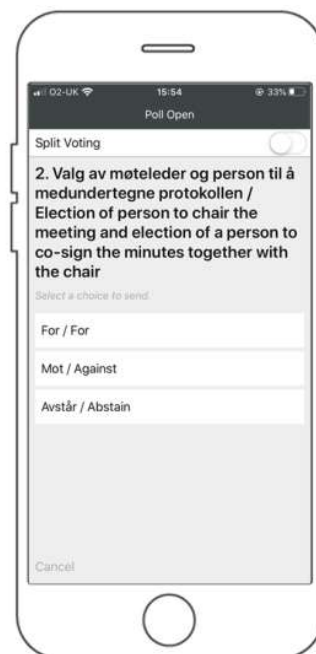 O2-UK 15:54 33%
Poll Open
Split Voting
2. Valg av møteleder og person til å
medundertegne protokollen /
Election of person to chair the
meeting and election of a person to
co-sign the minutes together with
the chair
Select a choice to send.
For / For
Mot / Against
Avstår / Abstain
Cancel